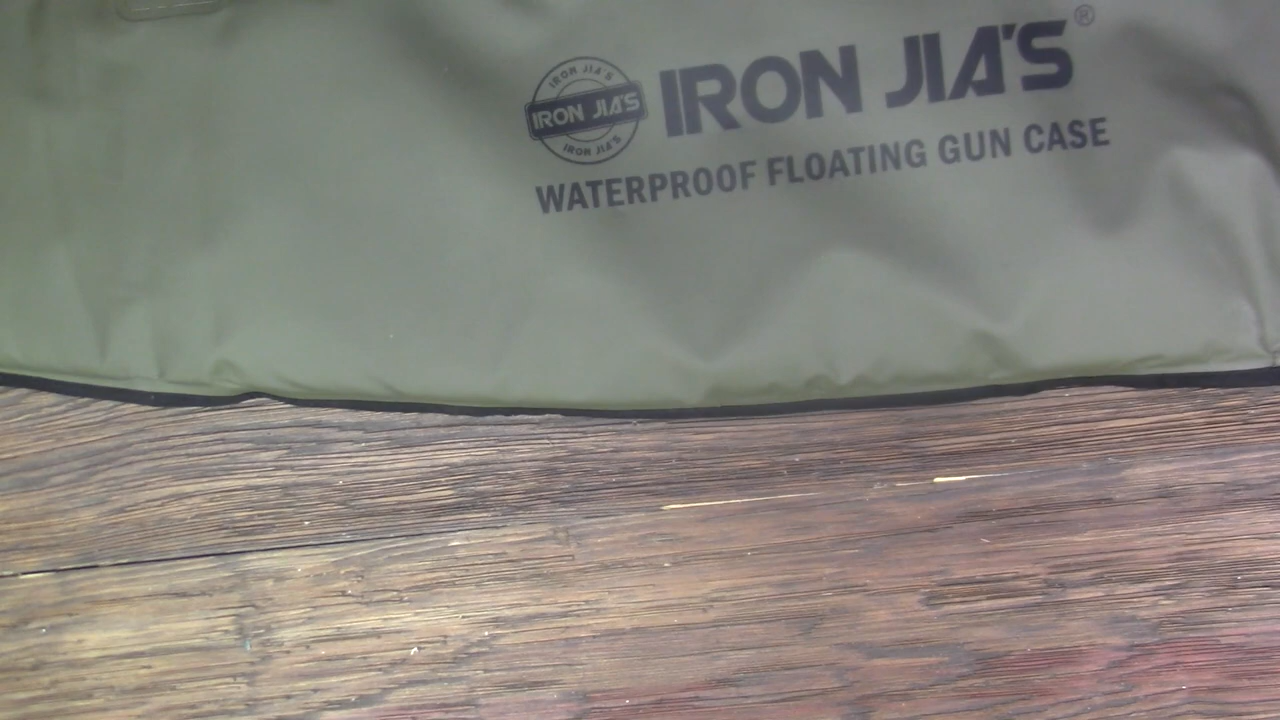 IRON JIA'S
IRON JIA'S
IRON JIA'S
IRON JIA'S®
WATERPROOF FLOATING GUN CASE